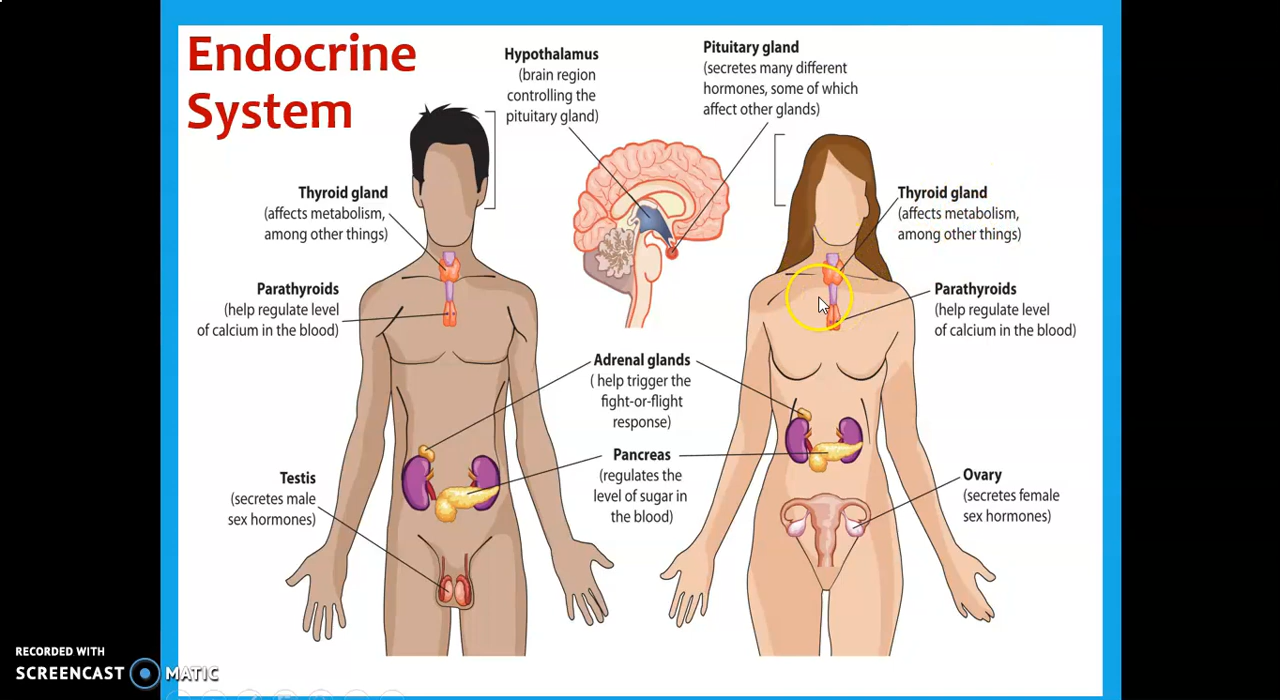 Endocrine
System
Hypothalamus
(brain region
controlling the
pituitary gland)
Pituitary gland
(secretes many different
hormones, some of which
affect other glands)
Thyroid gland
(affects metabolism,
among other things)
Thyroid gland
(affects metabolism,
among other things)
Parathyroids
(help regulate level
of calcium in the blood)
Parathyroids
(help regulate level
of calcium in the blood)
Adrenal glands
( help trigger the
fight-or-flight
response)
Pancreas
(regulates the
level of sugar in
the blood)
Testis
(secretes male
sex hormones)
Ovary
(secretes female
sex hormones)
RECORDED WITH
SCREENCAST MATIC